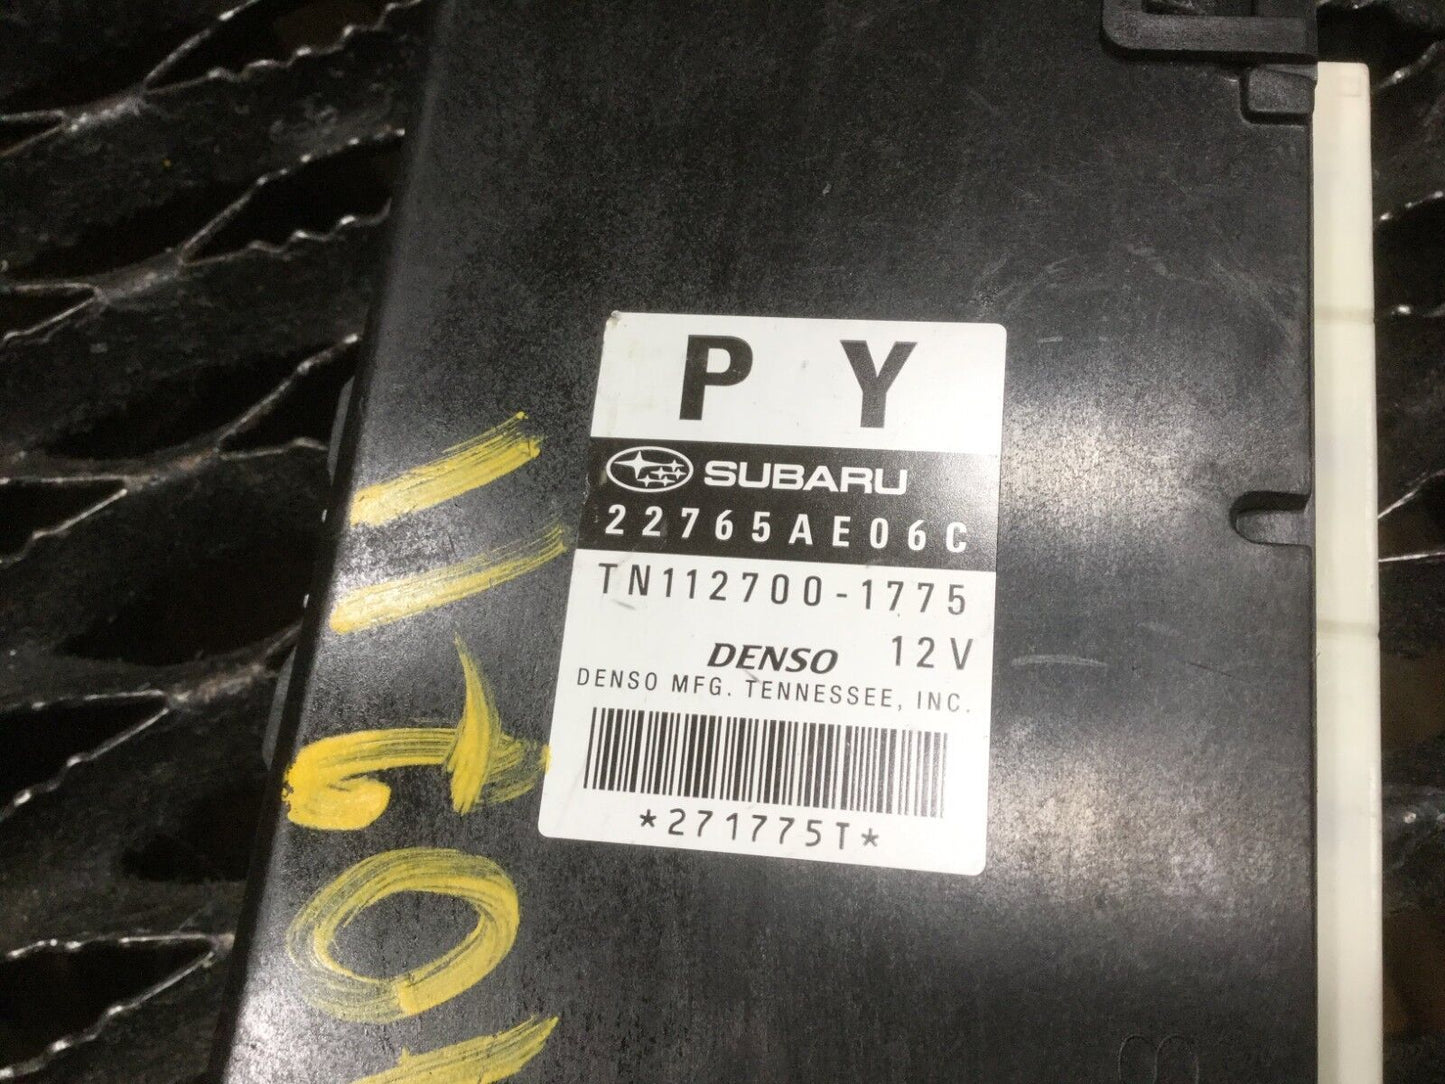 P Y
SUBARU
22765AE06C
TN112700-1775
DENSO 12V
DENSO MFG. TENNESSEE, INC.
*271775T*